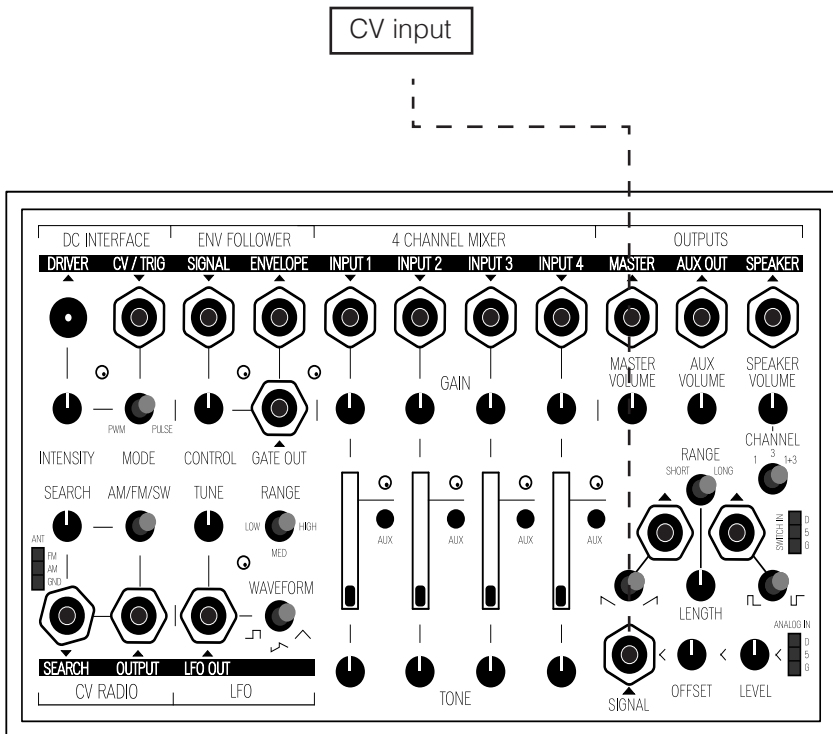 CV input
DC INTERFACE ENV FOLLOWER 4 CHANNEL MIXER OUTPUTS
DRIVER CV / TRIG SIGNAL ENVELOPE INPUT 1 INPUT 2 INPUT 3 INPUT 4 MASTER AUX OUT SPEAKER
GAIN
MASTER VOLUME
AUX VOLUME
SPEAKER VOLUME
PWM PULSE
INTENSITY MODE CONTROL GATE OUT
CHANNEL
1 3 1+3
RANGE
SHORT LONG
SEARCH AM/FM/SW TUNE RANGE
LOW MED HIGH
AUX AUX AUX AUX
SWITCH IN
D
5
G
ANT
FM
AM
GND
WAVEFORM
LENGTH
ANALOG IN
D
5
G
SEARCH OUTPUT LFO OUT
CV RADIO LFO
TONE
SIGNAL OFFSET LEVEL